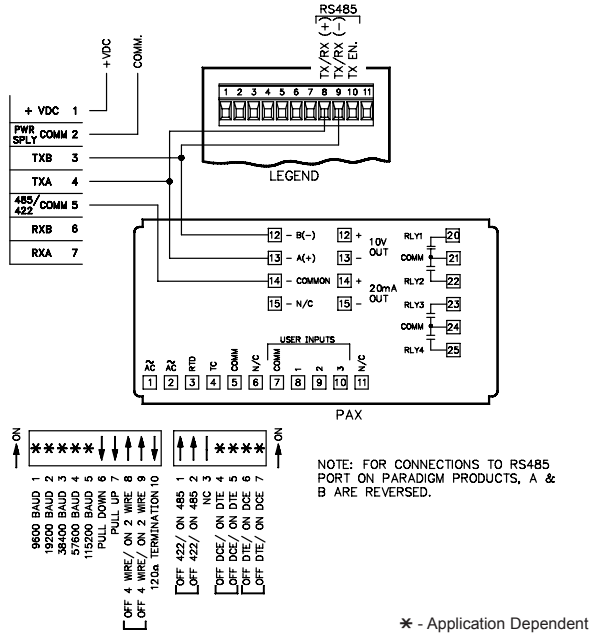 RS485
(+) (−)
TX/RX
TX/RX
TX EN.
+VDC
COMM.
1 2 3 4 5 6 7 8 9 10 11
LEGEND
+ VDC 1
PWR SPLY COMM 2
TXB 3
TXA 4
485/422 COMM 5
RXB 6
RXA 7
12 - B(-)
13 - A(+)
14 - COMMON
15 - N/C
12 +
10V OUT
13 -
14 +
20mA OUT
15 -
RLY1 20
COMM 21
RLY2 22
RLY3 23
COMM 24
RLY4 25
USER INPUTS
AC AC RTD TC COMM N/C COMM 1 2 3 N/C
1 2 3 4 5 6 7 8 9 10 11
PAX
ON
9600 BAUD 1
19200 BAUD 2
38400 BAUD 3
57600 BAUD 4
115200 BAUD 5
PULL DOWN 6
PULL UP 7
OFF 4 WIRE/ ON 2 WIRE 8
OFF 4 WIRE/ ON 2 WIRE 9
120Ω TERMINATION 10
ON
OFF 422/ ON 485 1
OFF 422/ ON 485 2
NC 3
OFF DCE/ ON DTE 4
OFF DCE/ ON DTE 5
OFF DTE/ ON DCE 6
OFF DTE/ ON DCE 7
NOTE: FOR CONNECTIONS TO RS485
PORT ON PARADIGM PRODUCTS, A &
B ARE REVERSED.
* - Application Dependent